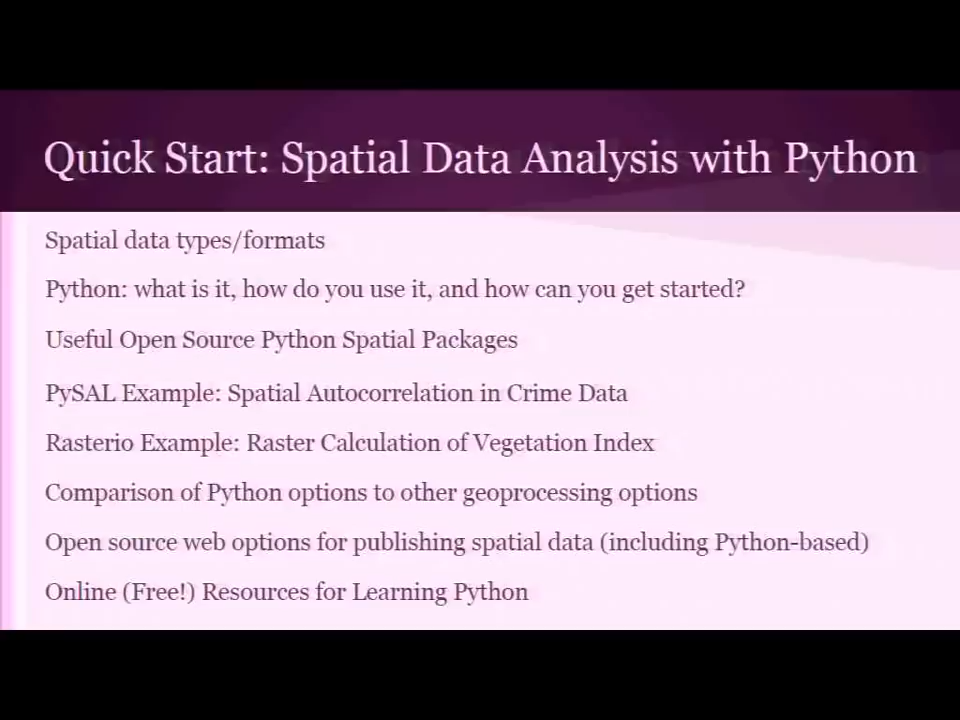 Quick Start: Spatial Data Analysis with Python
Spatial data types/formats
Python: what is it, how do you use it, and how can you get started?
Useful Open Source Python Spatial Packages
PySAL Example: Spatial Autocorrelation in Crime Data
Rasterio Example: Raster Calculation of Vegetation Index
Comparison of Python options to other geoprocessing options
Open source web options for publishing spatial data (including Python-based)
Online (Free!) Resources for Learning Python